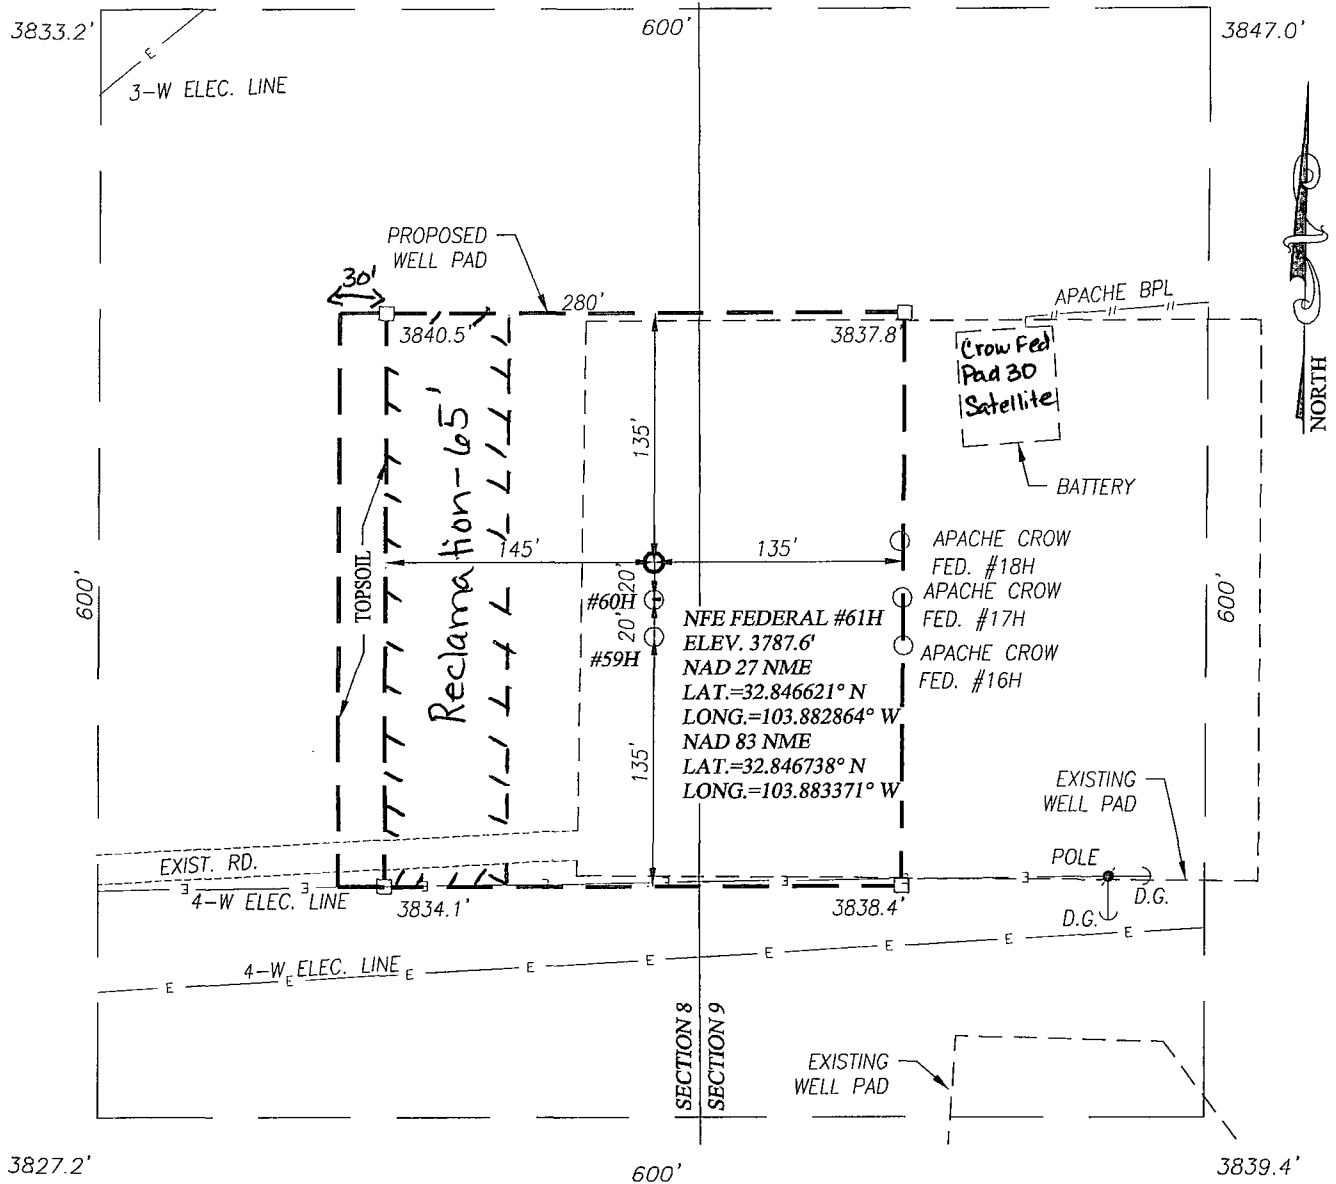 3833.2'
600'
3847.0'
E
3-W ELEC. LINE
PROPOSED
WELL PAD
30'
280'
APACHE BPL
3840.5'
3837.8'
Crow Fed
Pad 30
Satellite
NORTH
135'
Reclamation-65'
BATTERY
TOPSOIL
145'
135'
APACHE CROW
FED. #18H
20'
#60H
APACHE CROW
FED. #17H
600'
600'
20'
#59H
APACHE CROW
FED. #16H
NFE FEDERAL #61H
ELEV. 3787.6'
NAD 27 NME
LAT.=32.846621° N
LONG.=103.882864° W
NAD 83 NME
LAT.=32.846738° N
LONG.=103.883371° W
135'
EXISTING
WELL PAD
EXIST. RD.
POLE
4-W ELEC. LINE
3834.1'
3838.4'
D.G.
D.G.
4-W ELEC. LINE
E E E E E E E E E
SECTION 8
SECTION 9
EXISTING
WELL PAD
3827.2'
600'
3839.4'